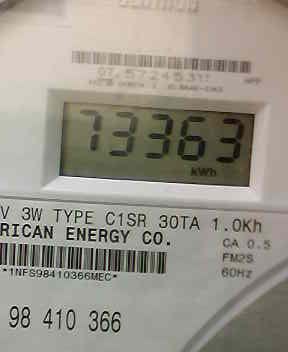 73363
kWh
V 3W TYPE C1SR 30TA 1.0Kh
RICAN ENERGY CO.
CA 0.5
FM2S
60Hz
*1NFS98410366MEC*
98 410 366